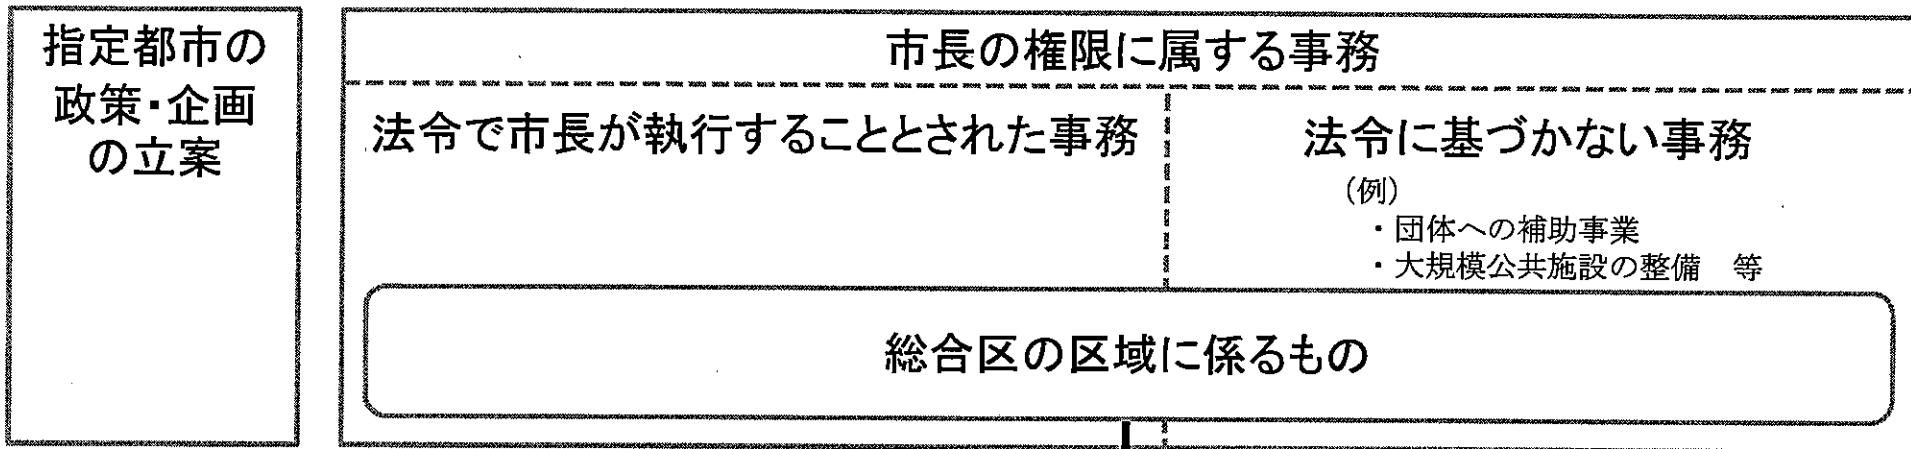 指定都市の
政策・企画
の立案
市長の権限に属する事務
法令で市長が執行することとされた事務
法令に基づかない事務
(例)
・団体への補助事業
・大規模公共施設の整備　等
総合区の区域に係るもの